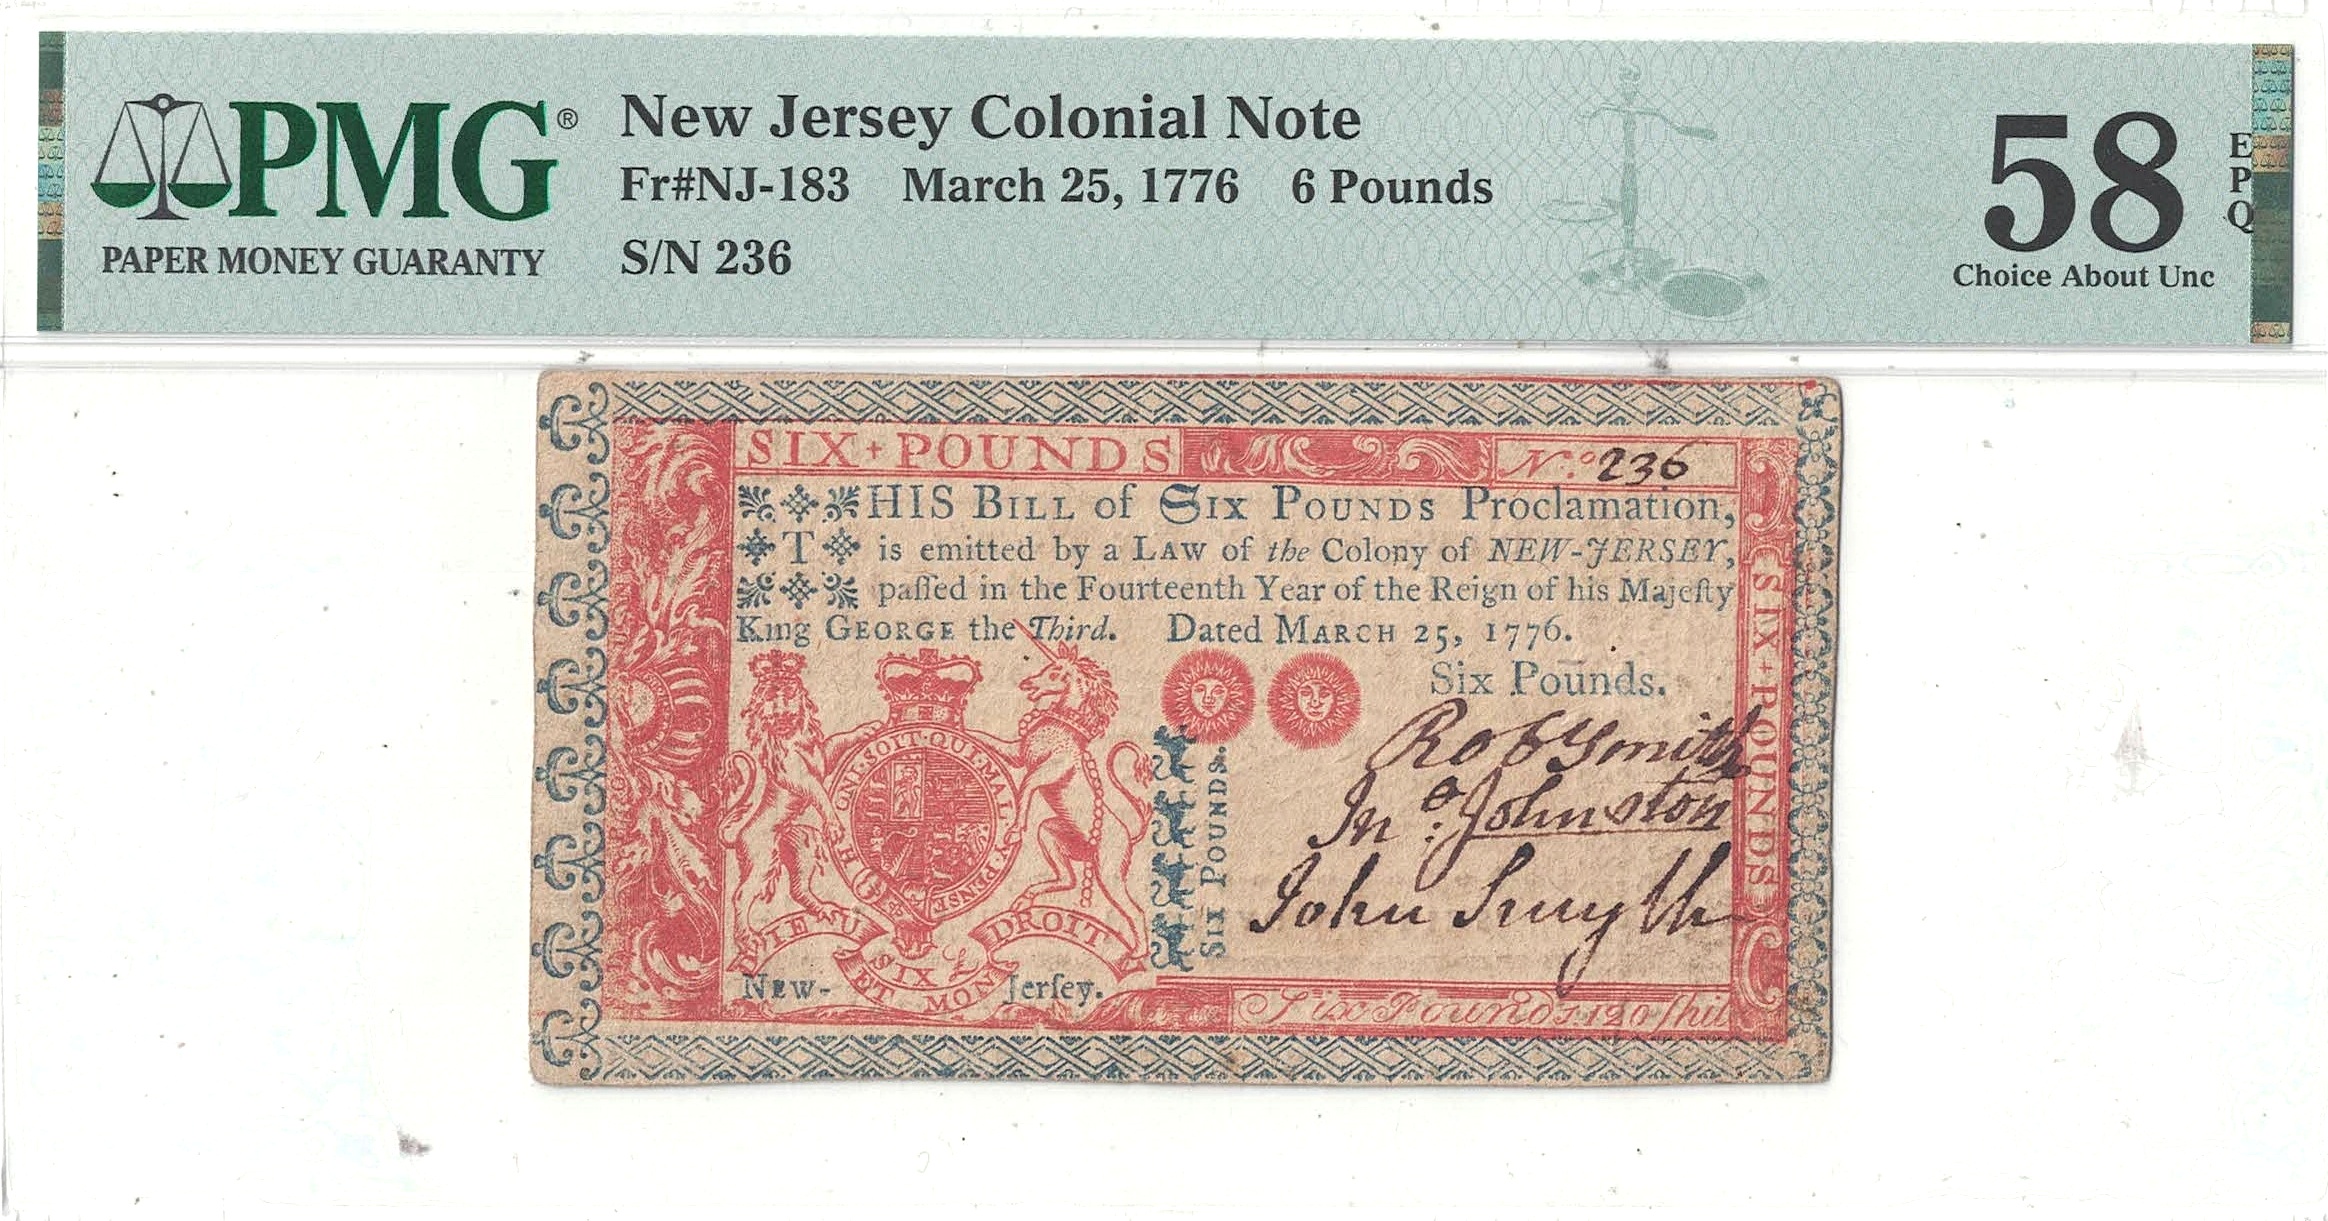 PMG®
PAPER MONEY GUARANTY
New Jersey Colonial Note
Fr#NJ-183 March 25, 1776 6 Pounds
S/N 236
58
EPQ
Choice About Unc
SIX + POUNDS
N.º 236
THIS BILL of SIX POUNDS Proclamation,
is emitted by a LAW of the Colony of NEW-JERSEY,
paſſed in the Fourteenth Year of the Reign of his Majeſty
King GEORGE the Third. Dated MARCH 25, 1776.
Six Pounds.
SIX + POUNDS
Robt Smith
Jno. Johnston
John Smyth
SIX POUNDS.
HONI·SOIT·QUI·MAL·Y·PENSE
DIEU ET MON DROIT
SIX £
NEW-Jerſey.
Six Pounds. 120 ſhil